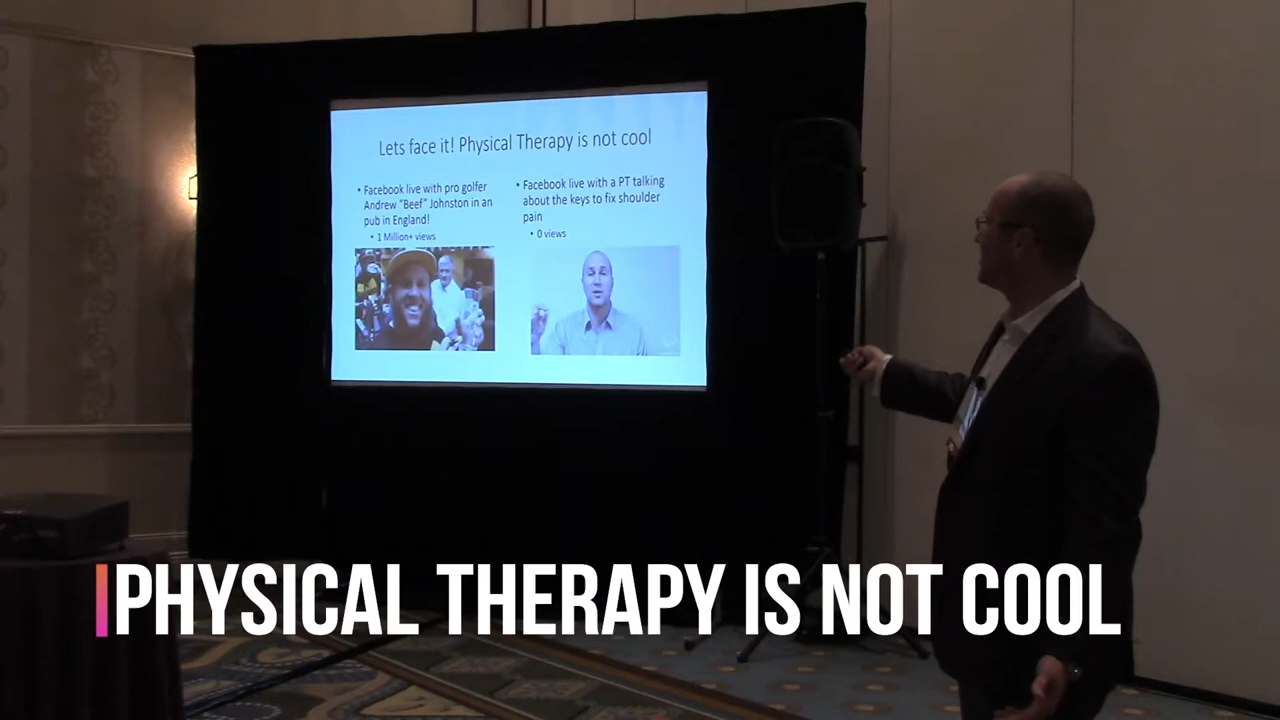 Lets face it! Physical Therapy is not cool
• Facebook live with pro golfer
Andrew "Beef" Johnston in an
pub in England!
• 1 Million+ views
• Facebook live with a PT talking
about the keys to fix shoulder
pain
• 0 views
PHYSICAL THERAPY IS NOT COOL